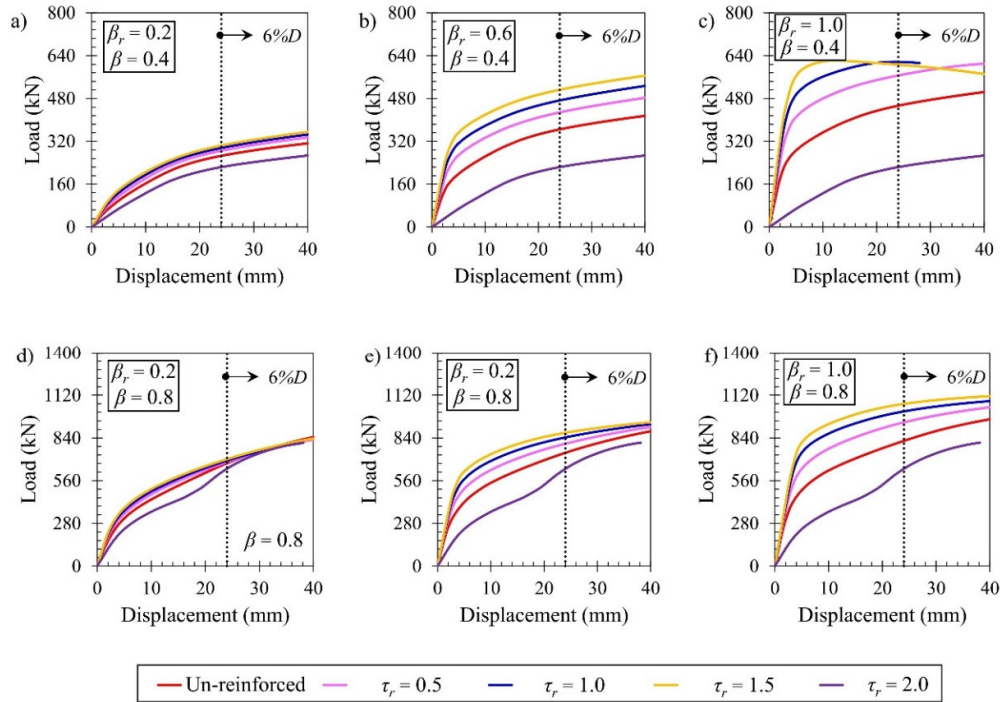 a) b) c)
800 800 800
βr = 0.2 βr = 0.6 βr = 1.0
β = 0.4 β = 0.4 β = 0.4
6%D 6%D 6%D
640 640 640
480 480 480
320 320 320
160 160 160
0 0 0
Load (kN) Load (kN) Load (kN)
0 10 20 30 40 0 10 20 30 40 0 10 20 30 40
Displacement (mm) Displacement (mm) Displacement (mm)
d) e) f)
1400 1400 1400
βr = 0.2 βr = 0.2 βr = 1.0
β = 0.8 β = 0.8 β = 0.8
6%D 6%D 6%D
1120 1120 1120
840 840 840
560 560 560
280 280 280
β = 0.8
0 0 0
Load (kN) Load (kN) Load (kN)
0 10 20 30 40 0 10 20 30 40 0 10 20 30 40
Displacement (mm) Displacement (mm) Displacement (mm)
Un-reinforced τr = 0.5 τr = 1.0 τr = 1.5 τr = 2.0